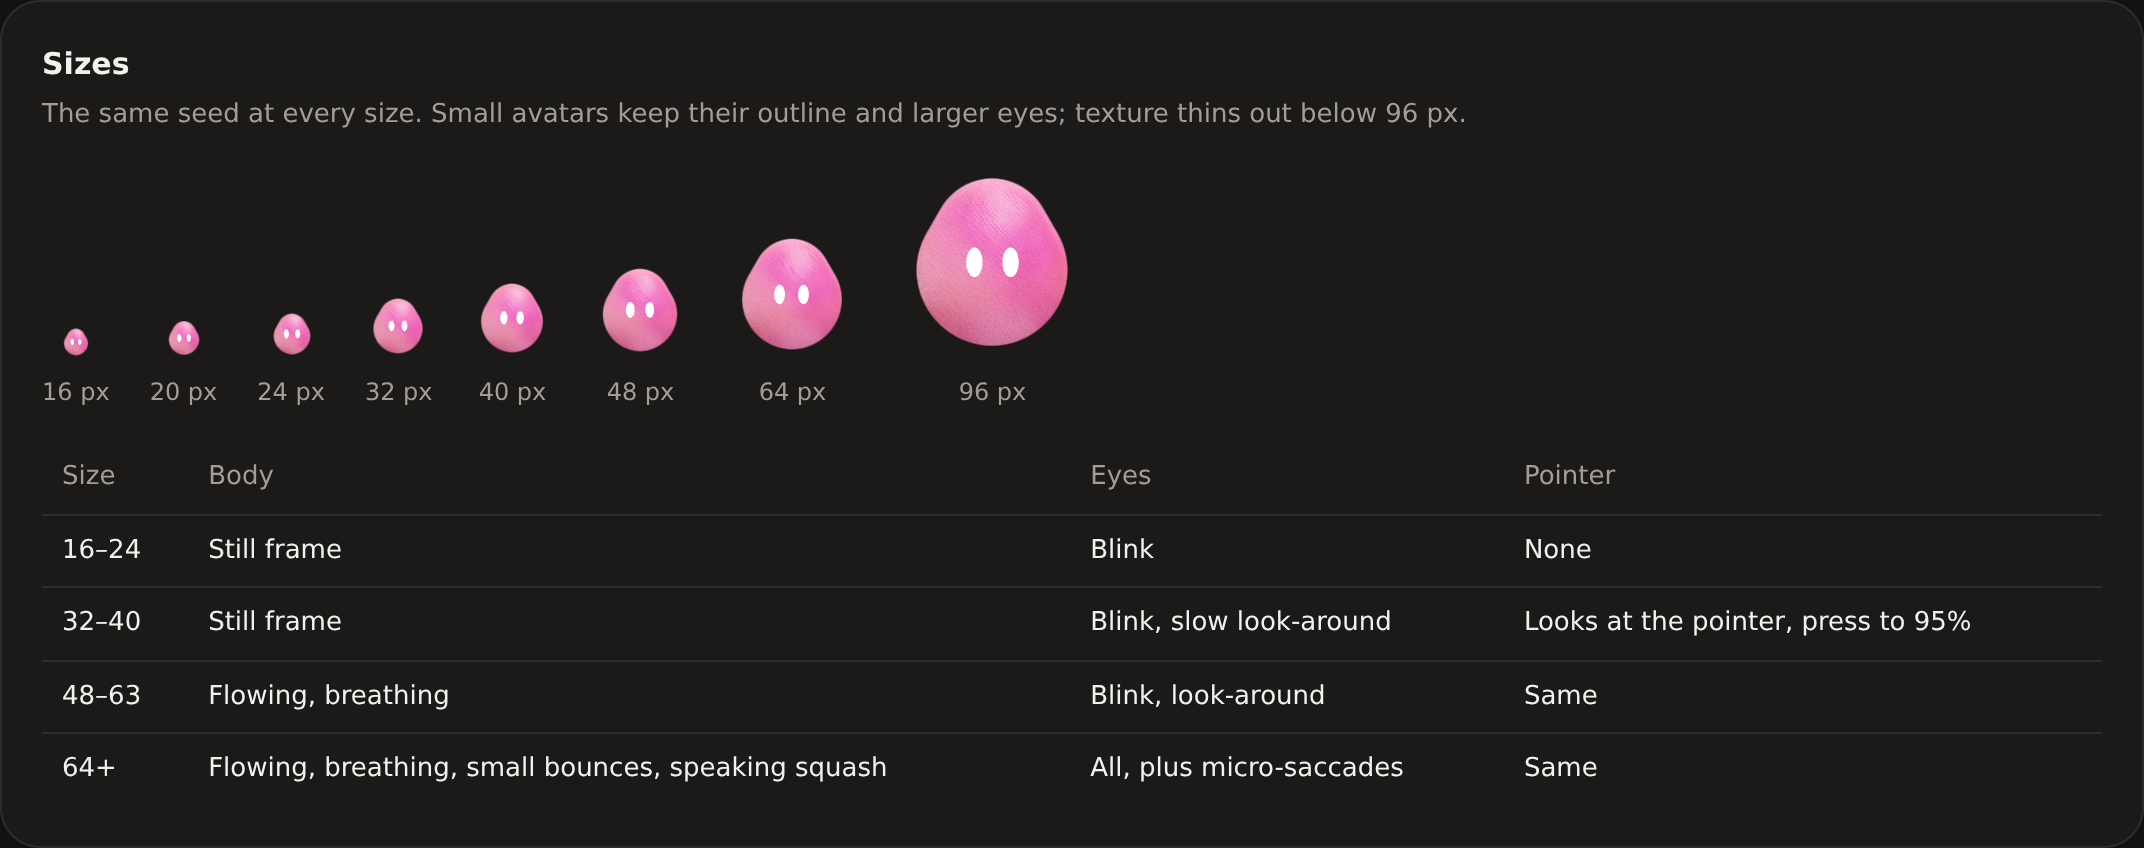 Sizes
The same seed at every size. Small avatars keep their outline and larger eyes; texture thins out below 96 px.
16 px 20 px 24 px 32 px 40 px 48 px 64 px 96 px
Size Body Eyes Pointer
16–24 Still frame Blink None
32–40 Still frame Blink, slow look-around Looks at the pointer, press to 95%
48–63 Flowing, breathing Blink, look-around Same
64+ Flowing, breathing, small bounces, speaking squash All, plus micro-saccades Same